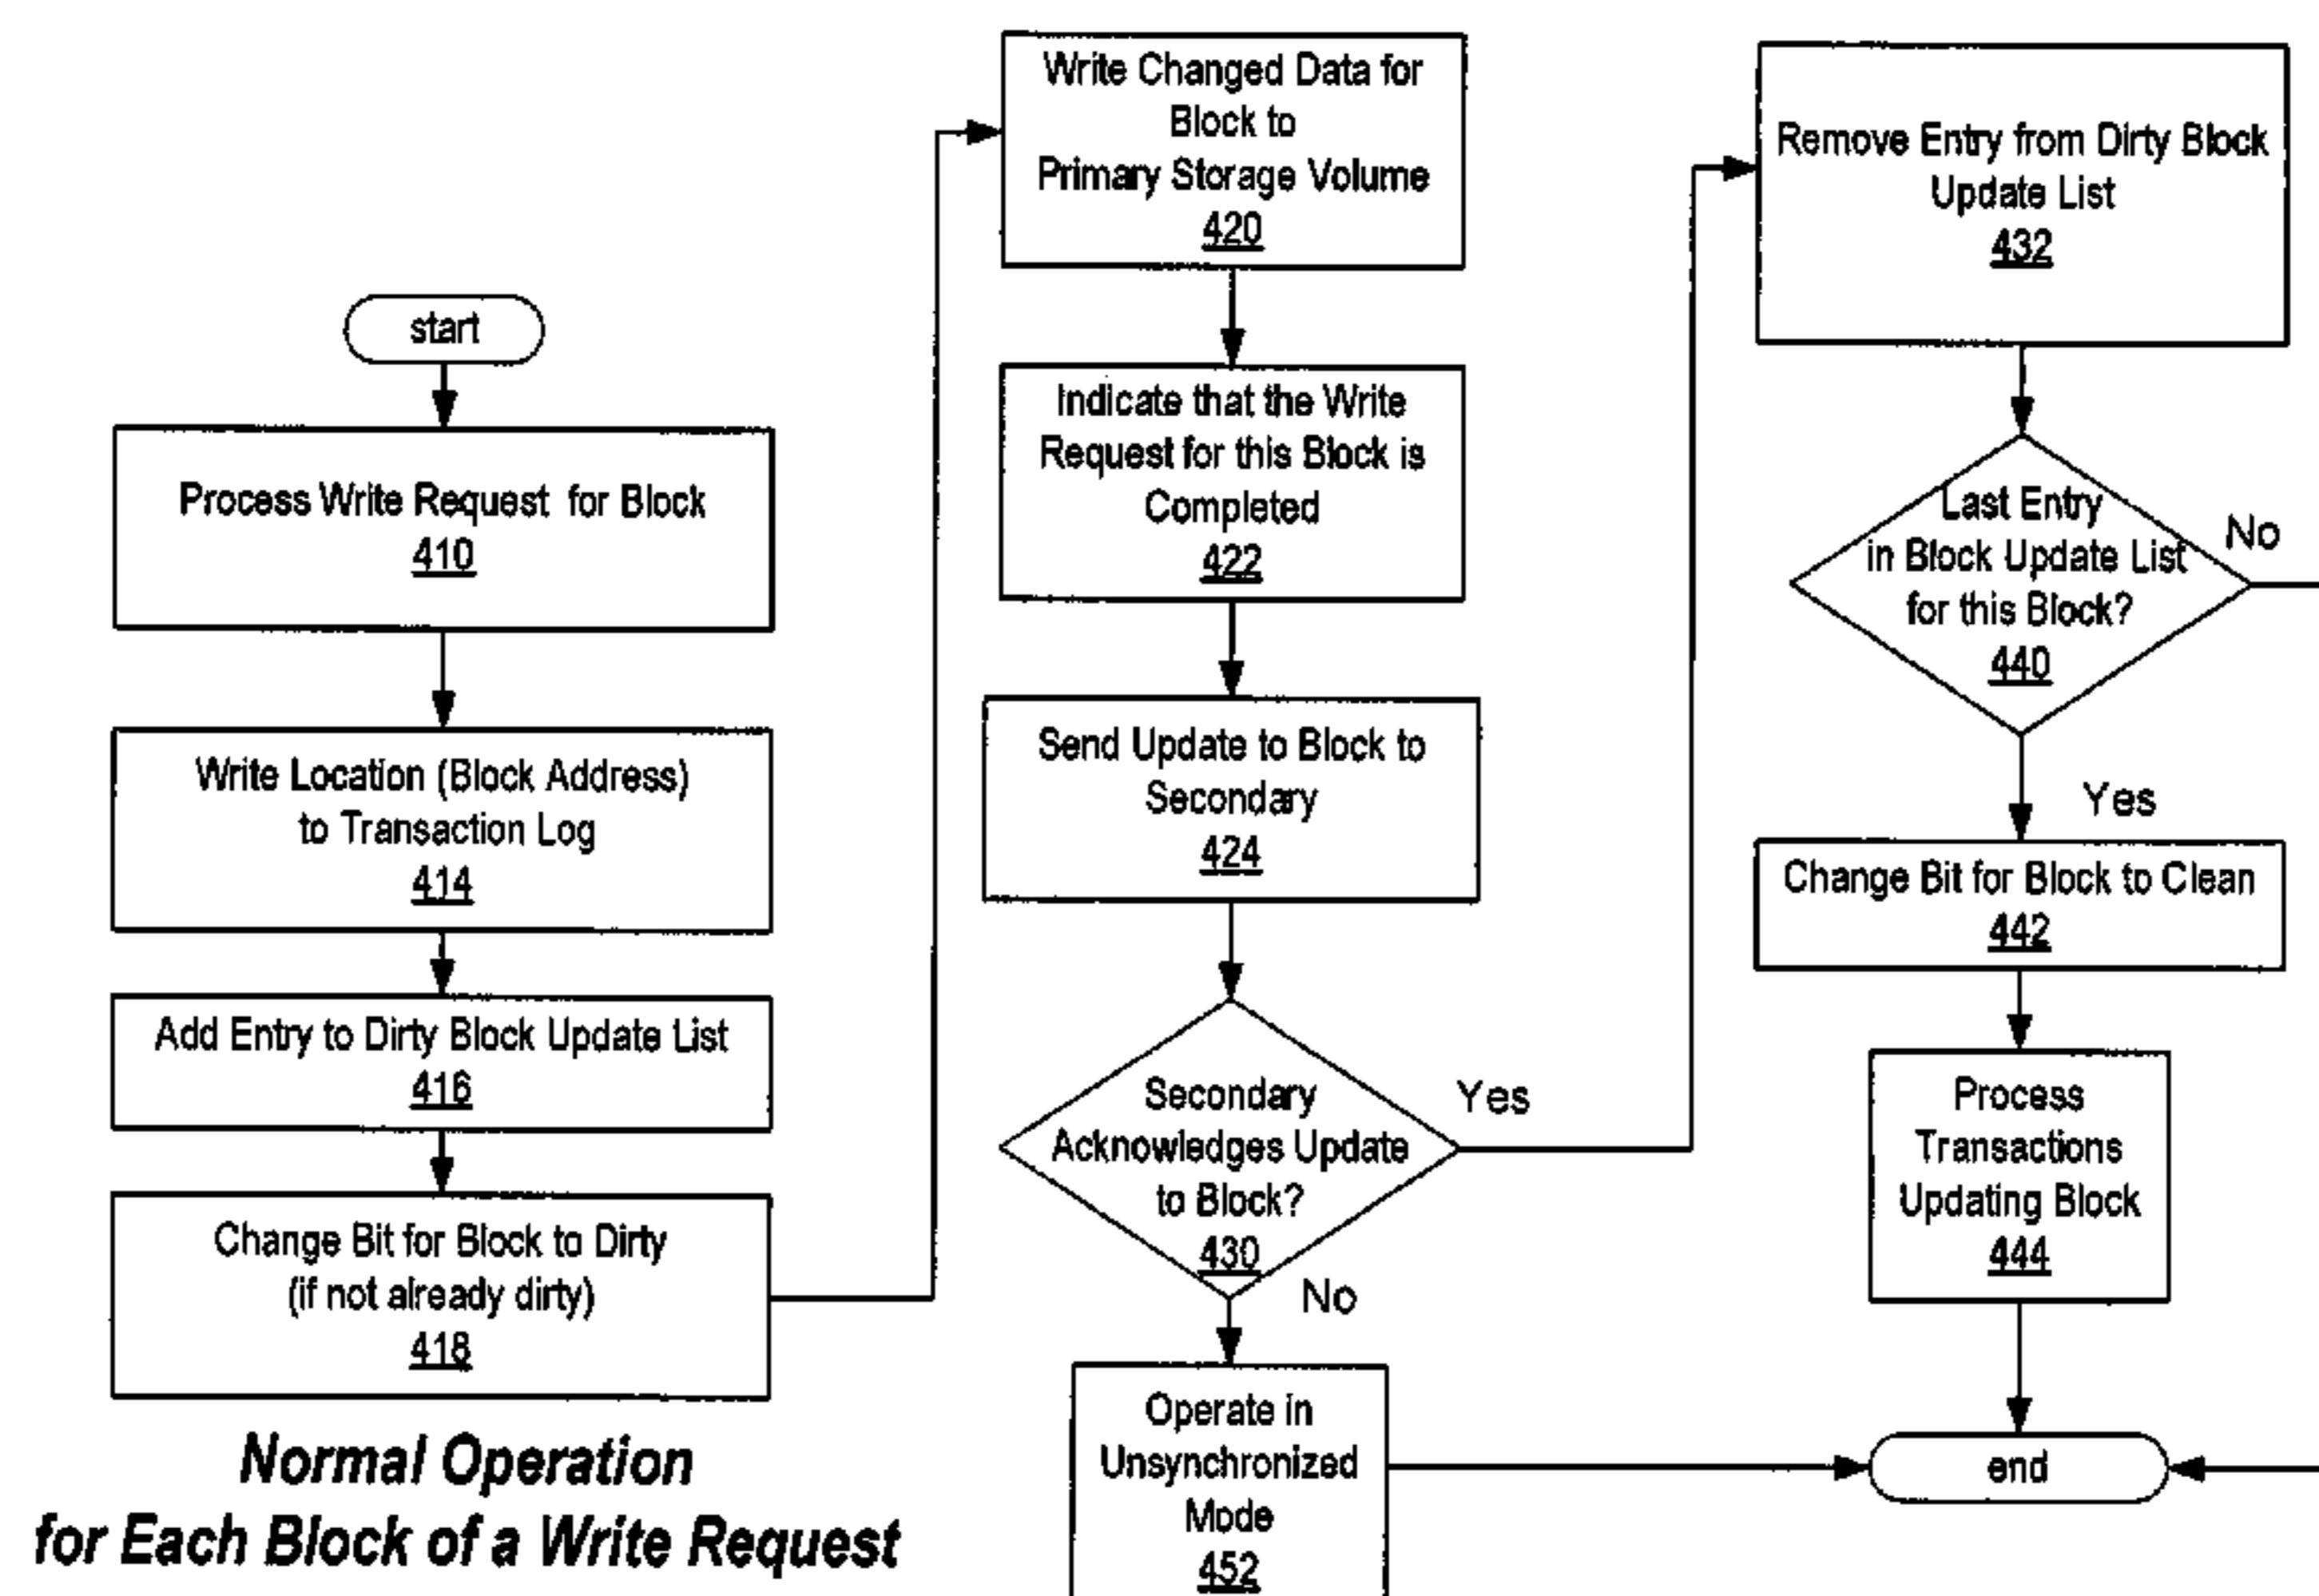 start
Process Write Request for Block
410
Write Location (Block Address)
to Transaction Log
414
Add Entry to Dirty Block Update List
416
Change Bit for Block to Dirty
(if not already dirty)
418
Normal Operation
for Each Block of a Write Request
Write Changed Data for
Block to
Primary Storage Volume
420
Indicate that the Write
Request for this Block is
Completed
422
Send Update to Block to
Secondary
424
Secondary
Acknowledges Update
to Block?
430
Yes
No
Operate in
Unsynchronized
Mode
452
Remove Entry from Dirty Block
Update List
432
Last Entry
in Block Update List
for this Block?
440
No
Yes
Change Bit for Block to Clean
442
Process
Transactions
Updating Block
444
end